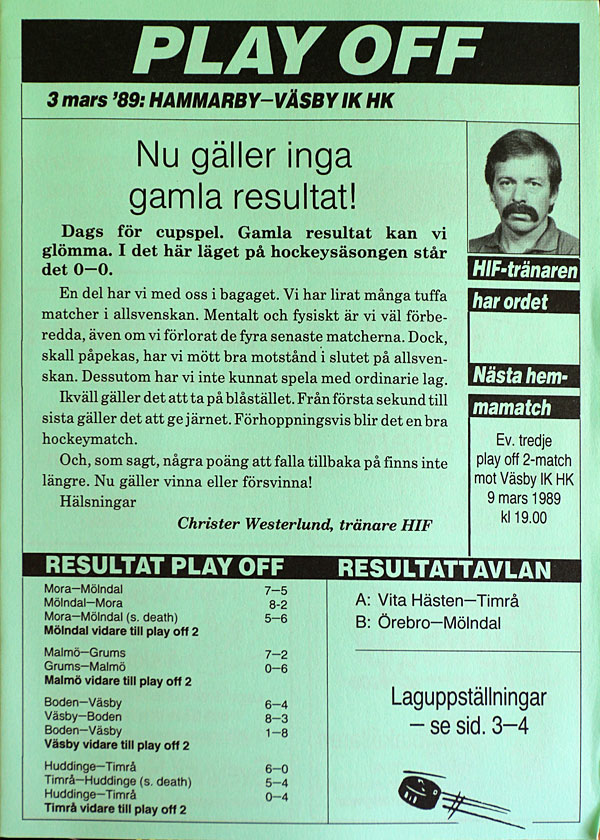 PLAY OFF
3 mars '89: HAMMARBY–VÄSBY IK HK
Nu gäller inga
gamla resultat!
Dags för cupspel. Gamla resultat kan vi
glömma. I det här läget på hockeysäsongen står
det 0–0.
En del har vi med oss i bagaget. Vi har lirat många tuffa
matcher i allsvenskan. Mentalt och fysiskt är vi väl förbe-
redda, även om vi förlorat de fyra senaste matcherna. Dock,
skall påpekas, har vi mött bra motstånd i slutet på allsven-
skan. Dessutom har vi inte kunnat spela med ordinarie lag.
Ikväll gäller det att ta på blåstället. Från första sekund till
sista gäller det att ge järnet. Förhoppningsvis blir det en bra
hockeymatch.
Och, som sagt, några poäng att falla tillbaka på finns inte
längre. Nu gäller vinna eller försvinna!
Hälsningar
Christer Westerlund, tränare HIF
HIF-tränaren
har ordet
Nästa hem-
mamatch
Ev. tredje
play off 2-match
mot Väsby IK HK
9 mars 1989
kl 19.00
RESULTAT PLAY OFF
Mora–Mölndal 7–5
Mölndal–Mora 8-2
Mora–Mölndal (s. death) 5–6
Mölndal vidare till play off 2
Malmö–Grums 7–2
Grums–Malmö 0–6
Malmö vidare till play off 2
Boden–Väsby 6–4
Väsby–Boden 8–3
Boden–Väsby 1–8
Väsby vidare till play off 2
Huddinge–Timrå 6–0
Timrå–Huddinge (s. death) 5–4
Huddinge–Timrå 0–4
Timrå vidare till play off 2
RESULTATTAVLAN
A: Vita Hästen–Timrå
B: Örebro–Mölndal
Laguppställningar
– se sid. 3–4